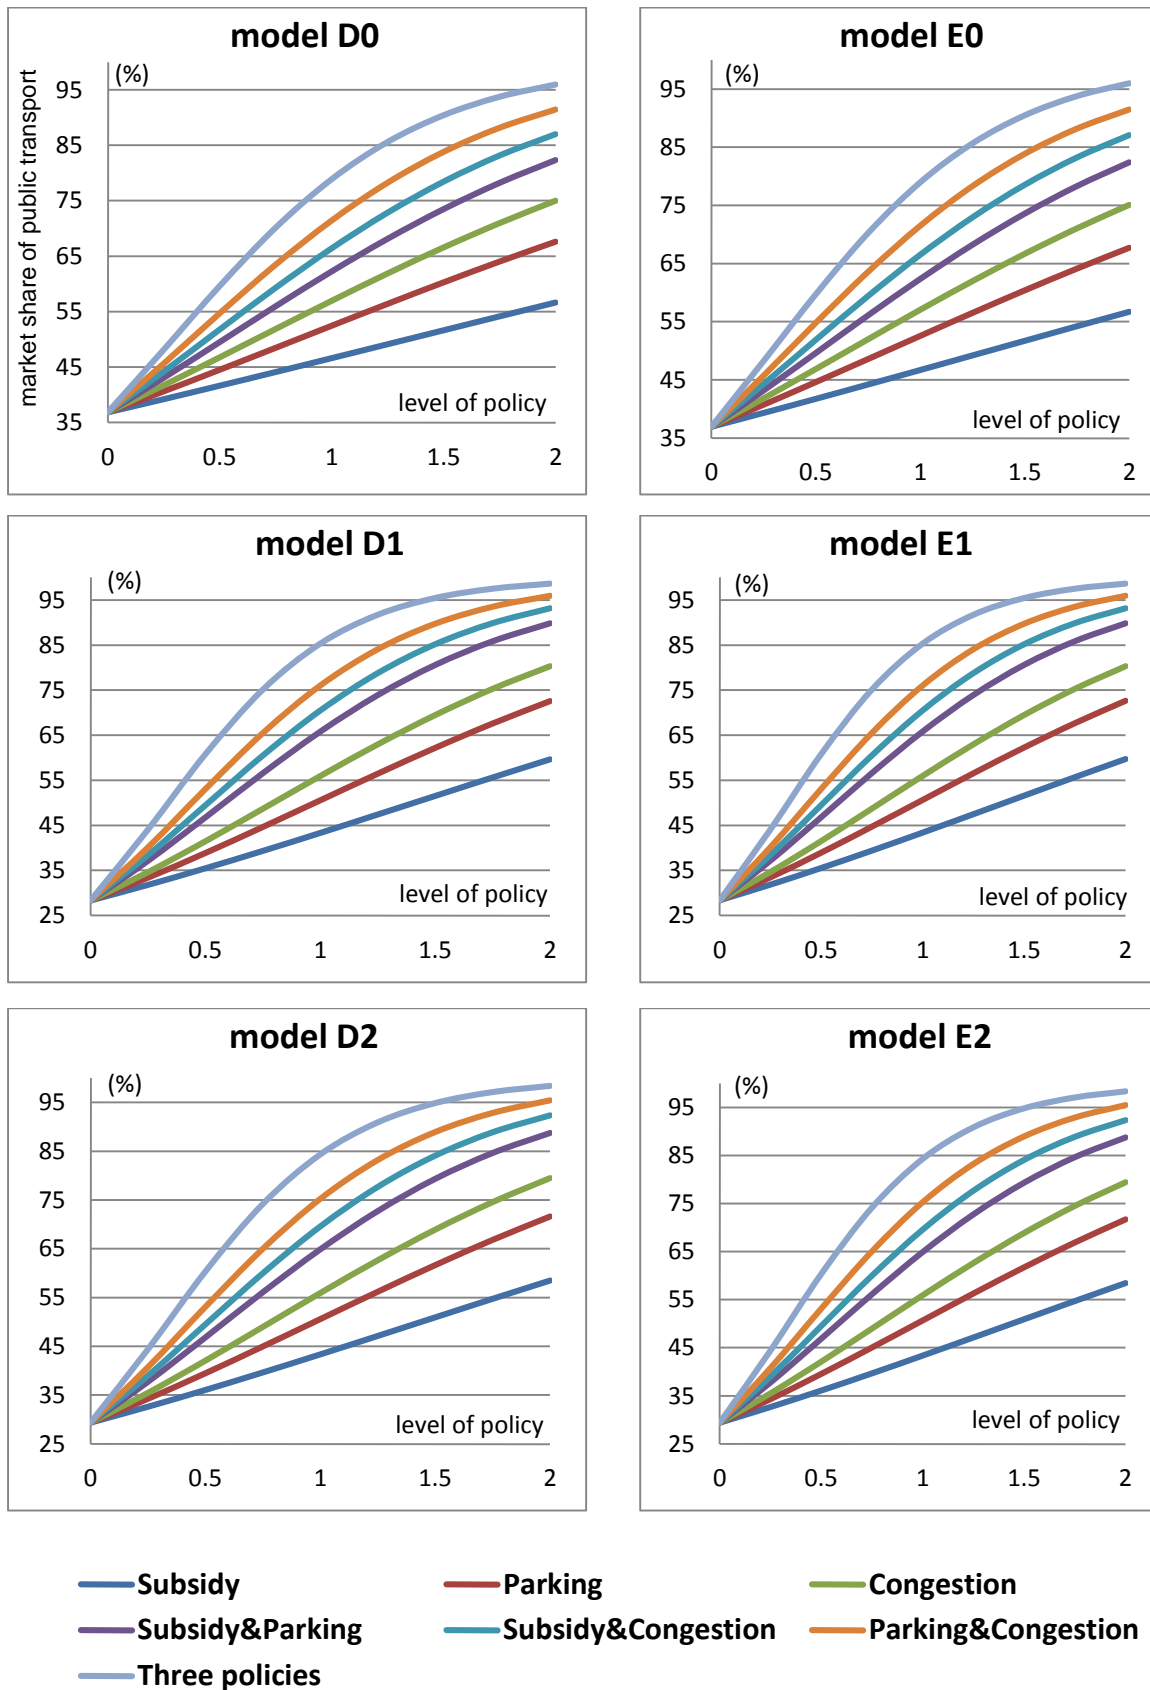 model D0
(%)
market share of public transport
95
85
75
65
55
45
35
level of policy
0 0.5 1 1.5 2
model E0
(%)
95
85
75
65
55
45
35
level of policy
0 0.5 1 1.5 2
model D1
(%)
95
85
75
65
55
45
35
25
level of policy
0 0.5 1 1.5 2
model E1
(%)
95
85
75
65
55
45
35
25
level of policy
0 0.5 1 1.5 2
model D2
(%)
95
85
75
65
55
45
35
25
level of policy
0 0.5 1 1.5 2
model E2
(%)
95
85
75
65
55
45
35
25
level of policy
0 0.5 1 1.5 2
Subsidy Parking Congestion
Subsidy&Parking Subsidy&Congestion Parking&Congestion
Three policies